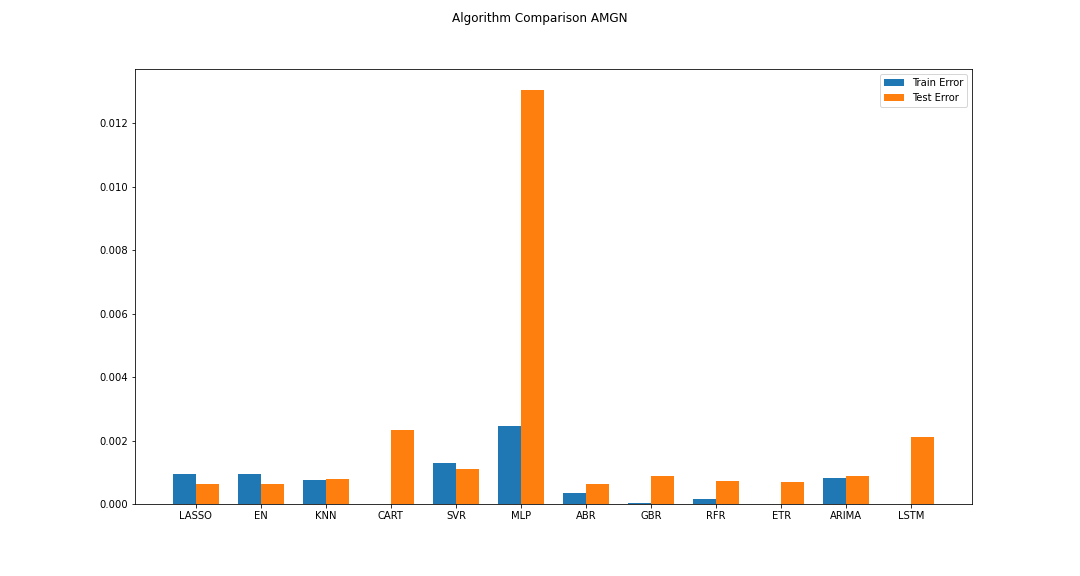 Algorithm Comparison AMGN
Train Error
Test Error
0.012
0.010
0.008
0.006
0.004
0.002
0.000
LASSO EN KNN CART SVR MLP ABR GBR RFR ETR ARIMA LSTM